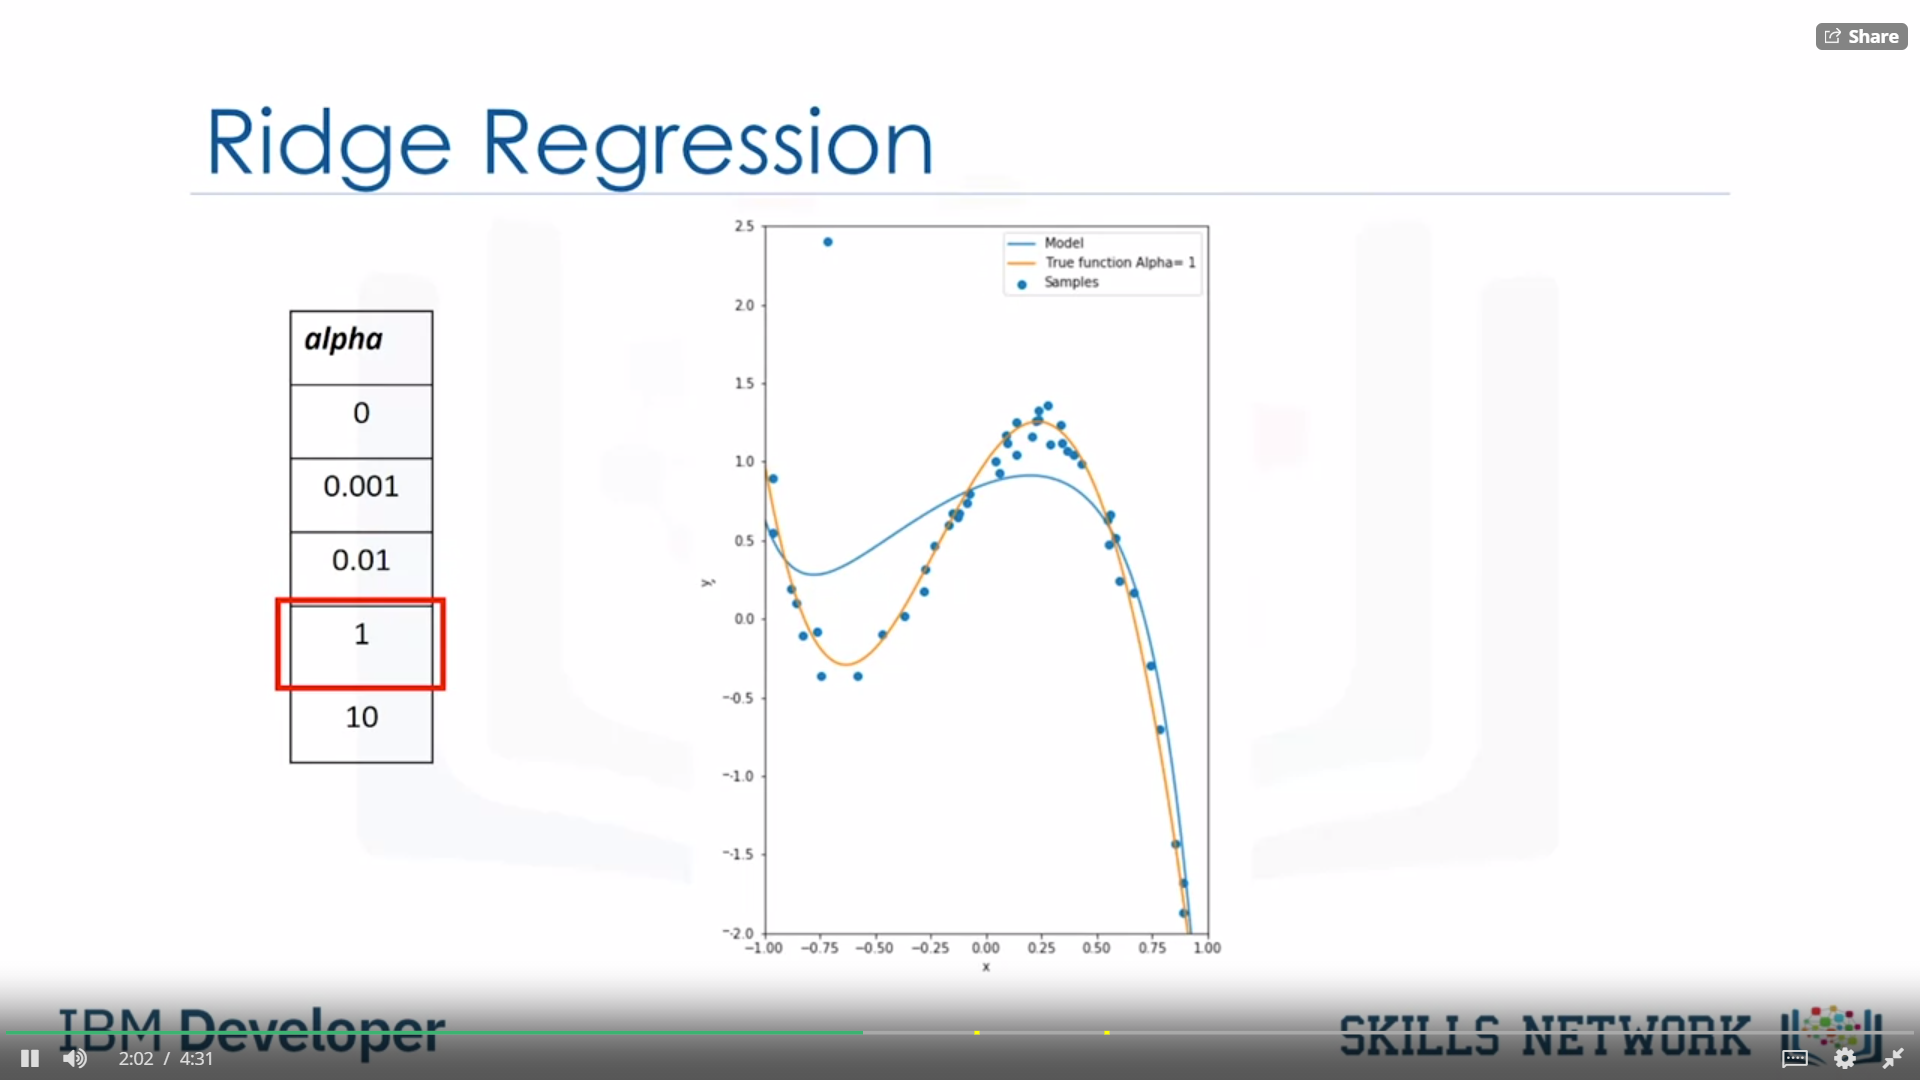 Share
Ridge Regression
alpha
0
0.001
0.01
1
10
Model
True function Alpha= 1
Samples
2.5
2.0
1.5
1.0
0.5
0.0
−0.5
−1.0
−1.5
−2.0
y
−1.00 −0.75 −0.50 −0.25 0.00 0.25 0.50 0.75 1.00
x
IBM Developer
SKILLS NETWORK
2:02 / 4:31